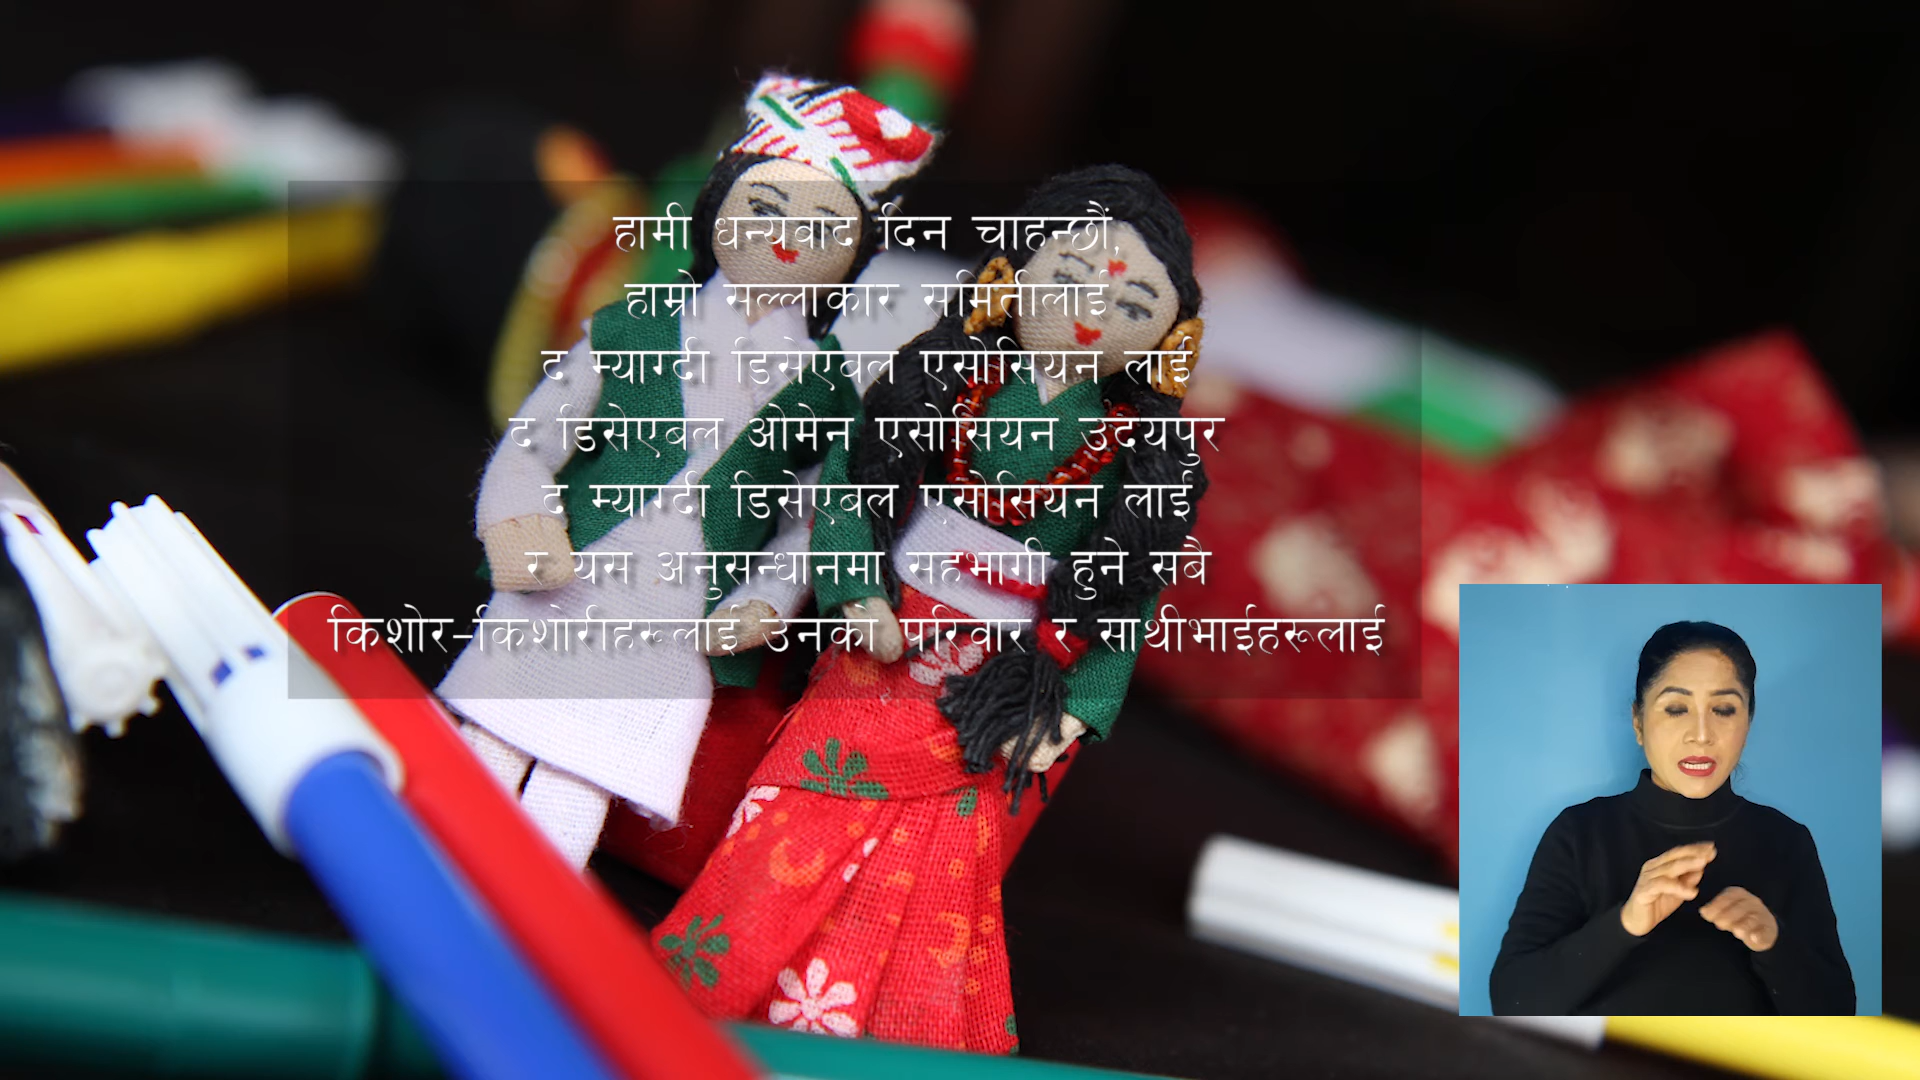 हामी धन्यवाद दिन चाहन्छौं,
हाम्रो सल्लाकार समितीलाई
द म्याग्दी डिसेएवल एसोसियन लाई
द डिसेएबल ओमेन एसोसियन उदयपुर
द म्याग्दी डिसेएबल एसोसियन लाई
र यस अनुसन्धानमा सहभागी हुने सबै
किशोर-किशोरीहरूलाई उनको परिवार र साथीभाईहरूलाई